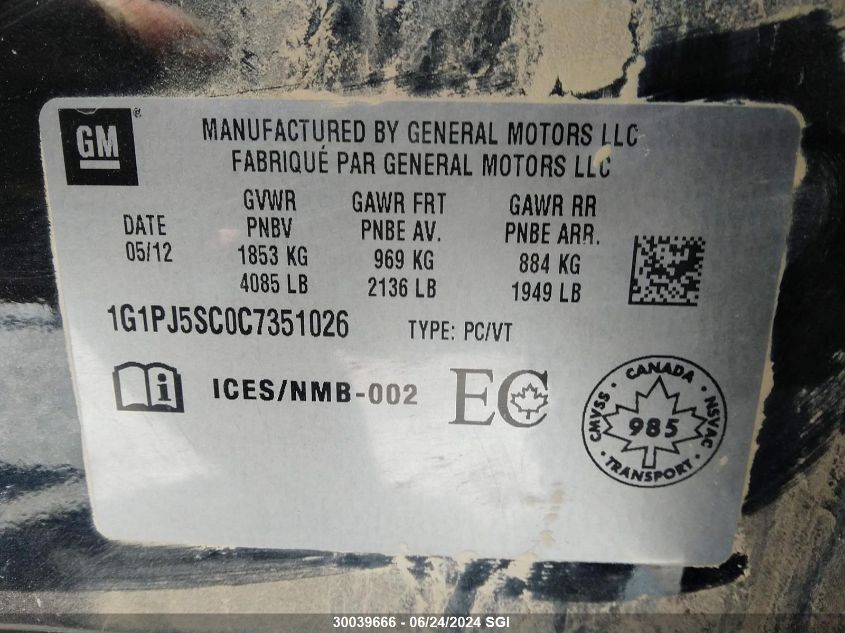 GM
MANUFACTURED BY GENERAL MOTORS LLC
FABRIQUÉ PAR GENERAL MOTORS LLC
DATE
05/12
GVWR
PNBV
1853 KG
4085 LB
GAWR FRT
PNBE AV.
969 KG
2136 LB
GAWR RR
PNBE ARR.
884 KG
1949 LB
1G1PJ5SC0C7351026 TYPE: PC/VT
i ICES/NMB-002 EC
CANADA
CMVSS 985 NSVAC
TRANSPORT
30039666 - 06/24/2024 SGI